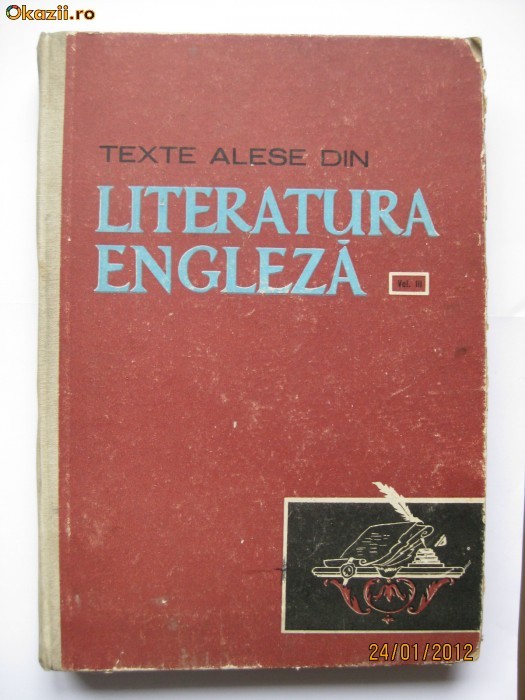 Okazii.ro
TEXTE ALESE DIN
LITERATURA
ENGLEZĂ
Vol. III
24/01/2012